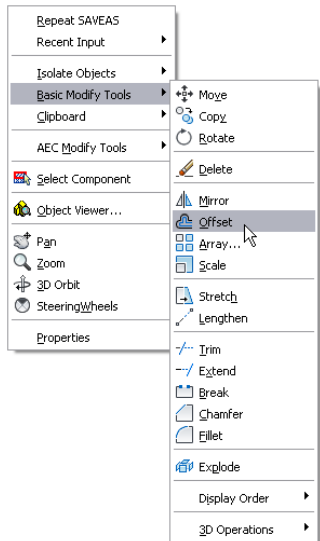 Repeat SAVEAS
Recent Input
Isolate Objects
Basic Modify Tools
Clipboard
AEC Modify Tools
Select Component
Object Viewer...
Pan
Zoom
3D Orbit
SteeringWheels
Properties
Move
Copy
Rotate
Delete
Mirror
Offset
Array...
Scale
Stretch
Lengthen
Trim
Extend
Break
Chamfer
Fillet
Explode
Display Order
3D Operations